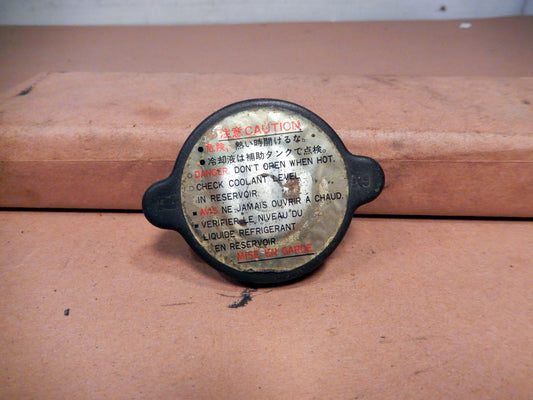 注意 CAUTION
● 危険, 熱い時開けるな。
● 冷却液は補助タンクで点検。
○ DANGER. DON'T OPEN WHEN HOT.
○ CHECK COOLANT LEVEL
IN RESERVOIR.
■ AVIS. NE JAMAIS OUVRIR À CHAUD.
■ VERIFIER LE NIVEAU DU
LIQUIDE REFRIGERANT
EN RESERVOIR.
MISE EN GARDE